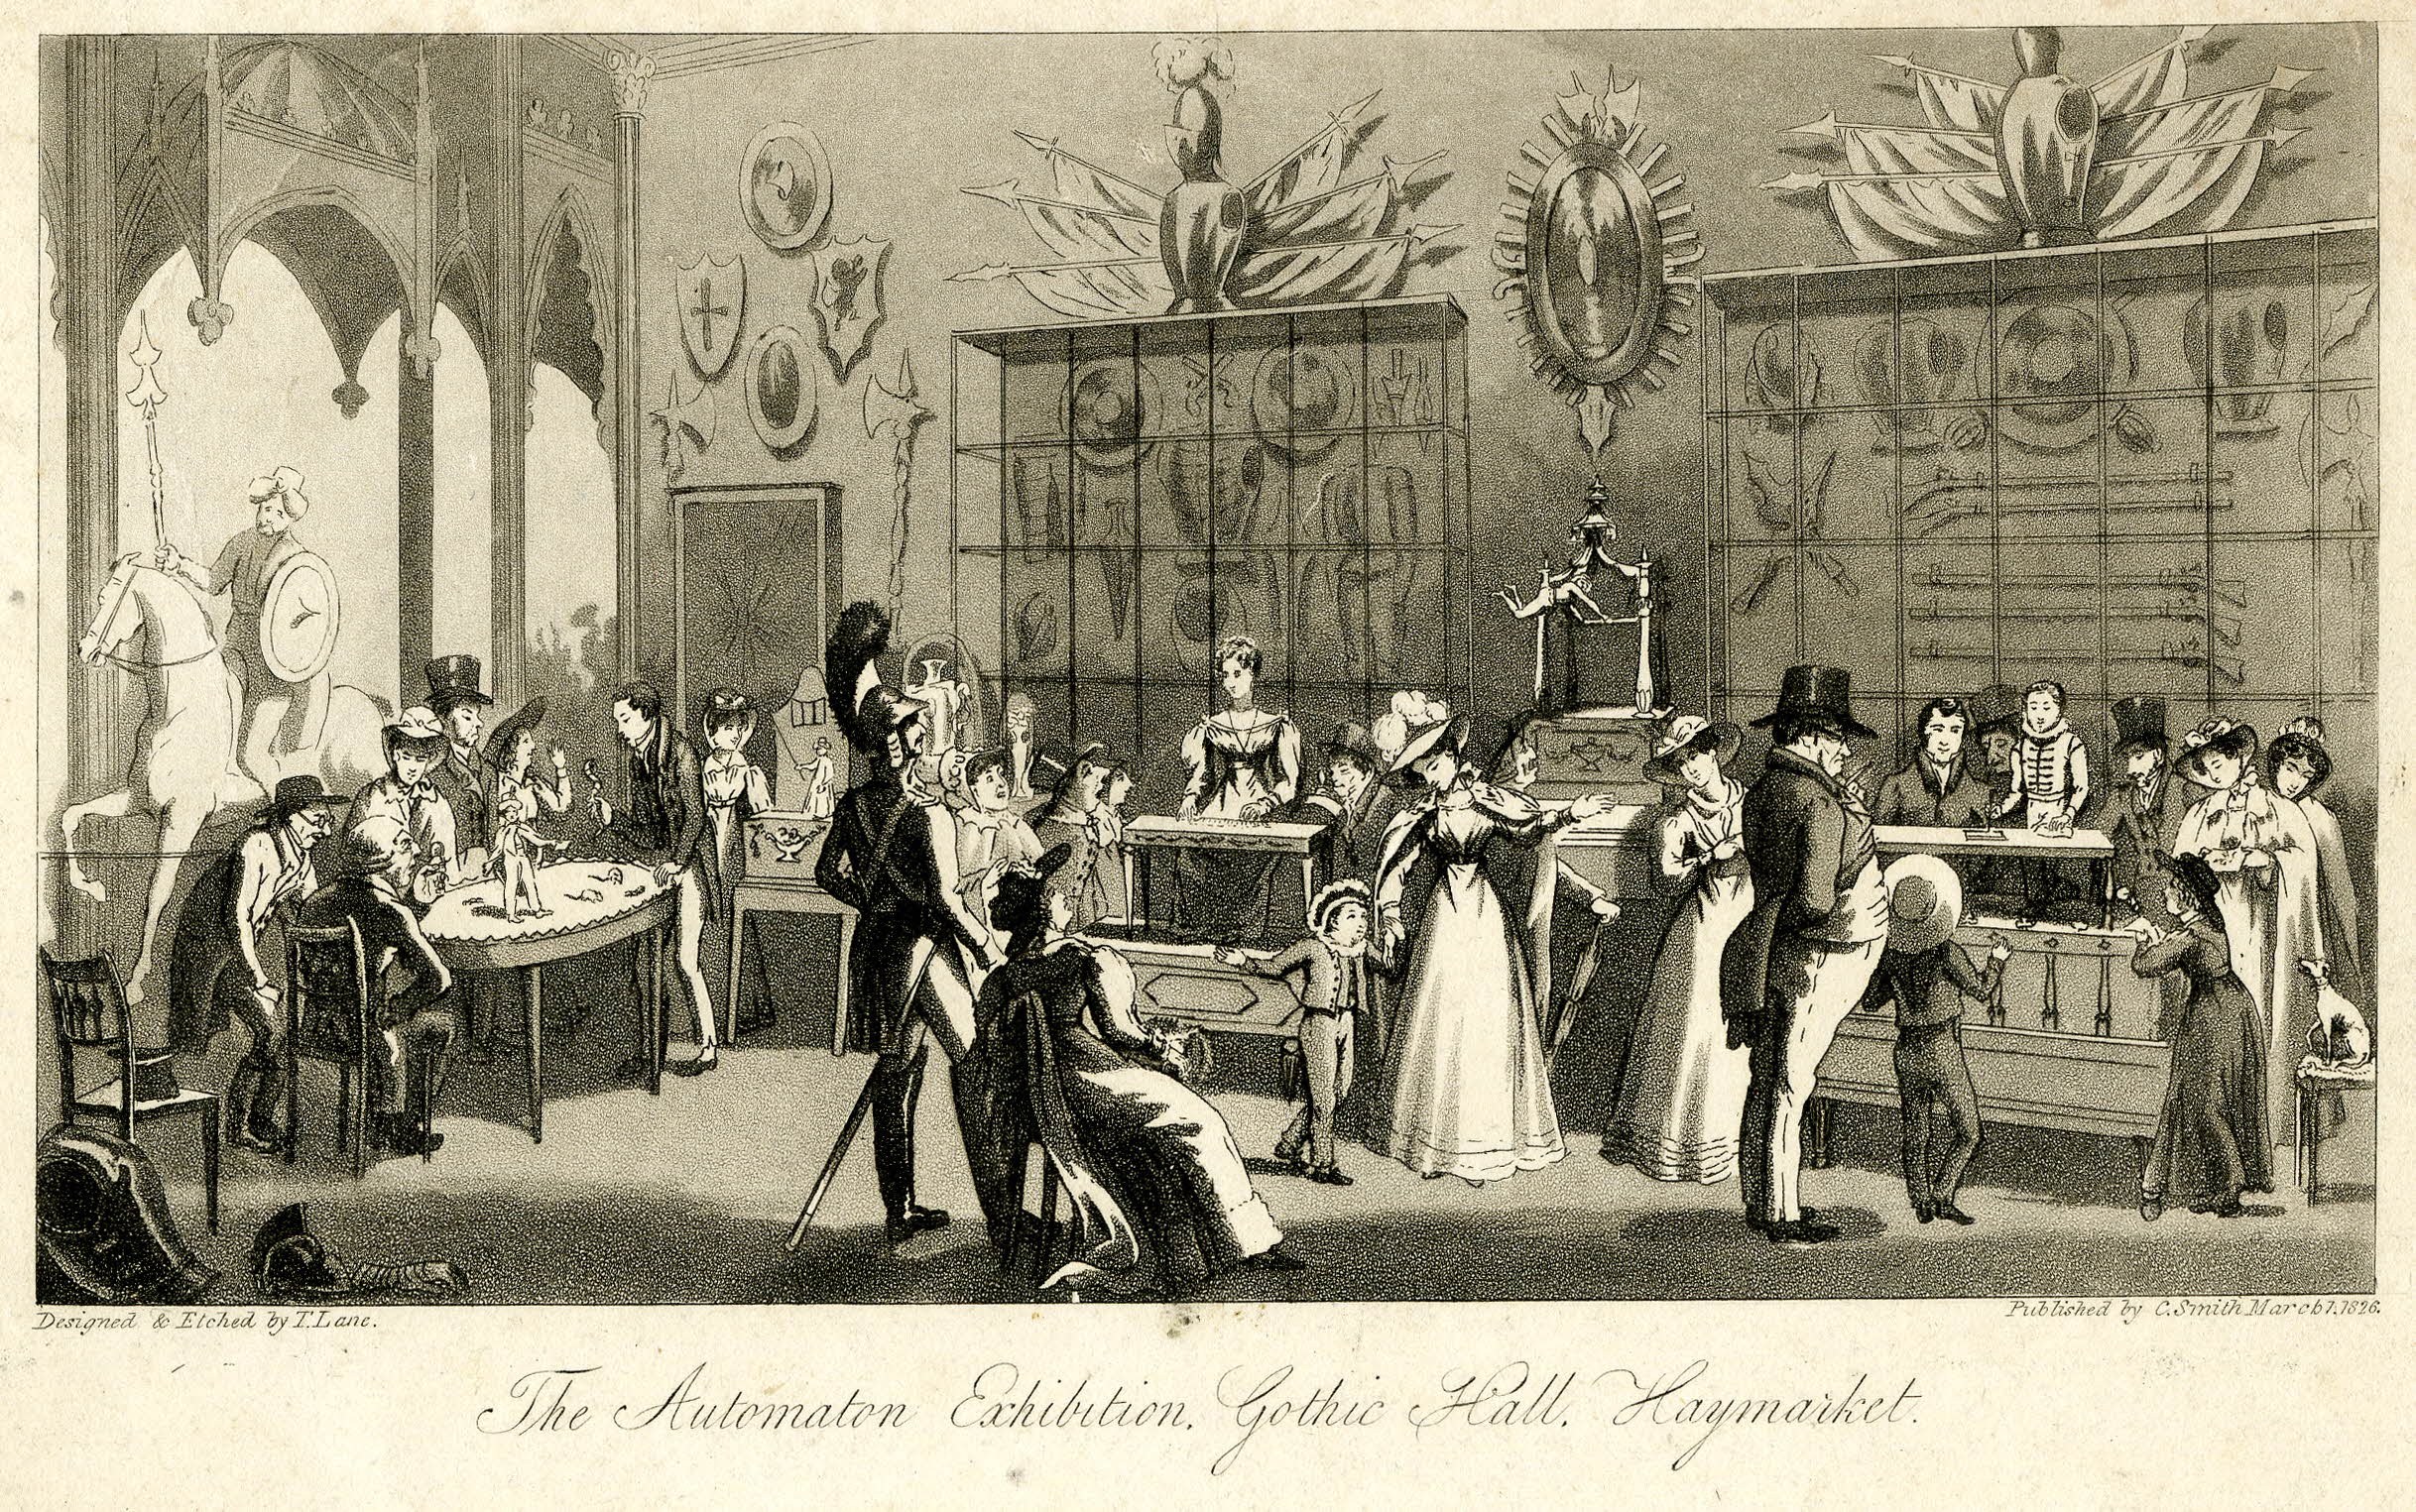 Designed & Etched by T. Lane.
Published by C. Smith March 1. 1826.
The Automaton Exhibition. Gothic Hall. Haymarket.